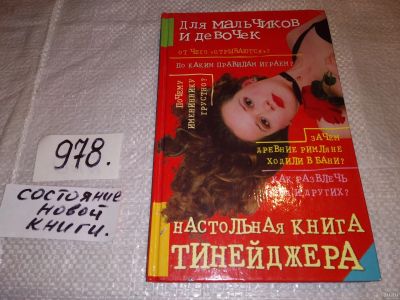 Для мальчиков
и девочек
от чего «отрываются»?
По каким правилам играем?
Почему
имениннику
грустно?
Зачем
древние римляне
ходили в бани?
Как развлечь
других?
настольная книга
тинейджера
978.
состояние
новой
книги.